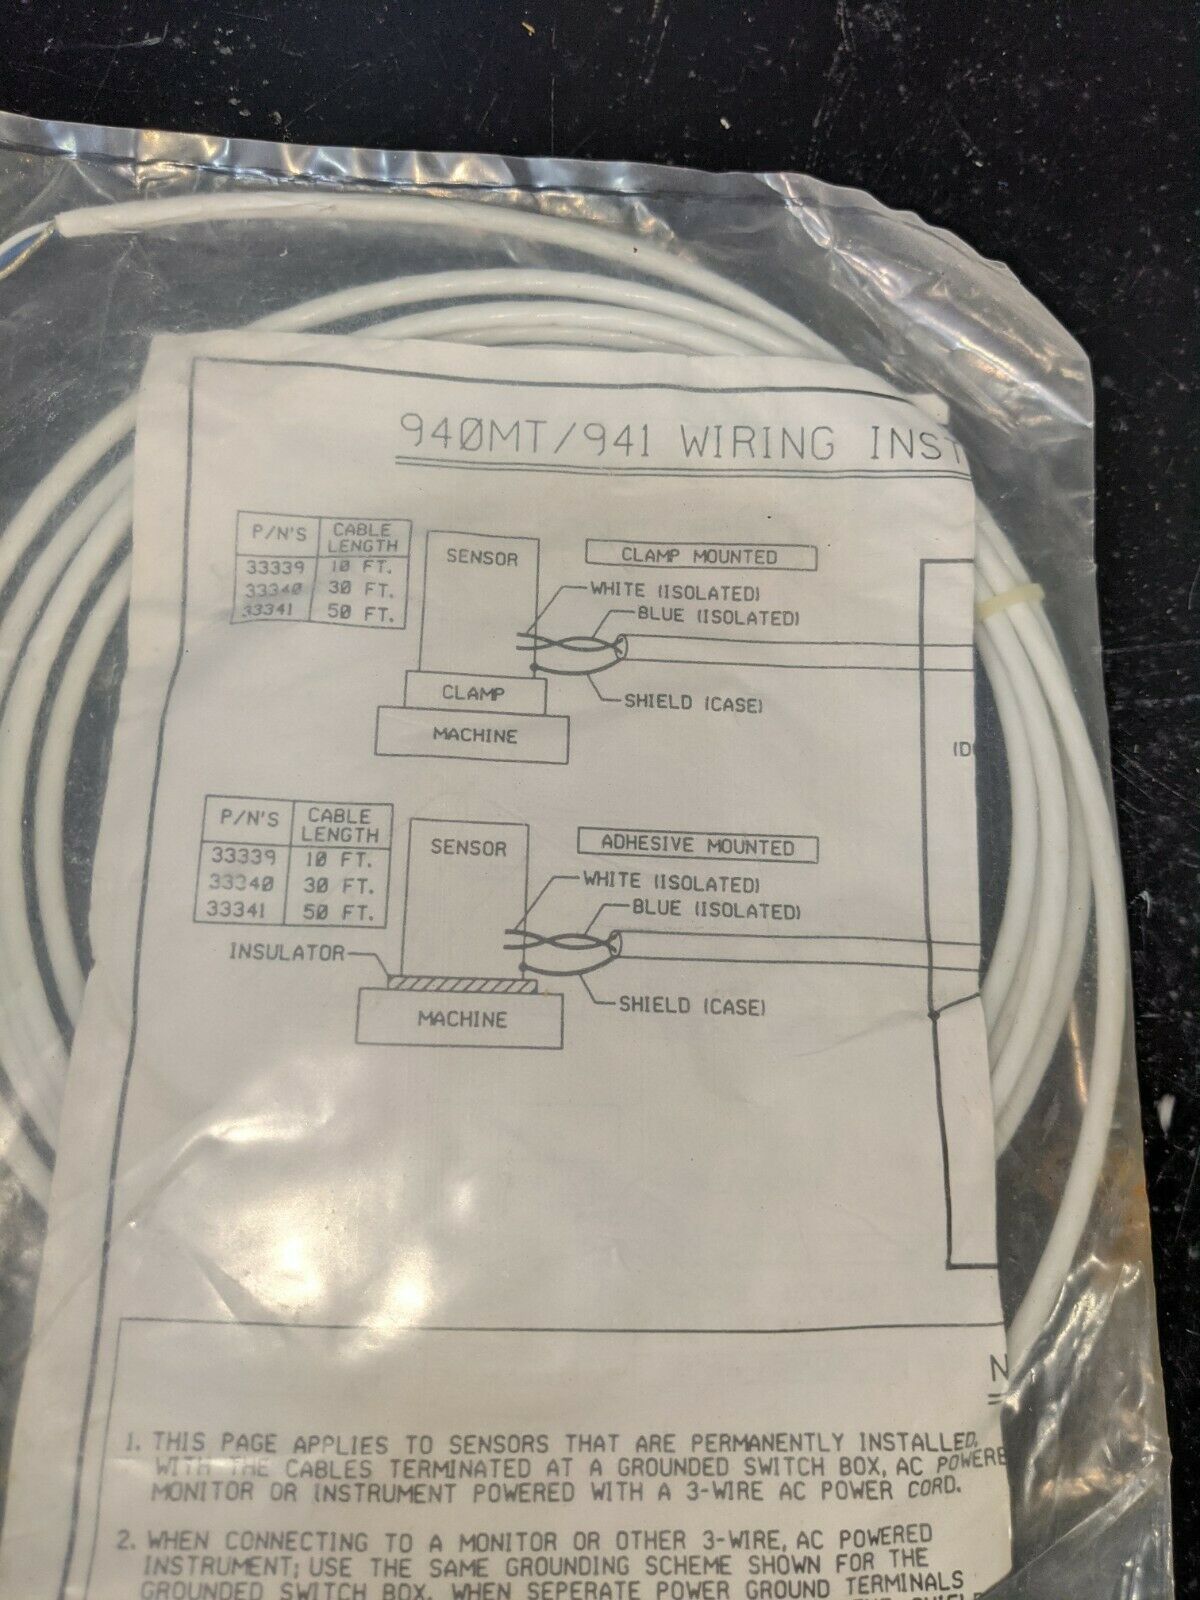 940MT/941 WIRING INST
P/N'S CABLE LENGTH
33339 10 FT.
33340 30 FT.
33341 50 FT.
SENSOR
CLAMP MOUNTED
WHITE (ISOLATED)
BLUE (ISOLATED)
SHIELD (CASE)
CLAMP
MACHINE
(D
P/N'S CABLE LENGTH
33339 10 FT.
33340 30 FT.
33341 50 FT.
SENSOR
ADHESIVE MOUNTED
WHITE (ISOLATED)
BLUE (ISOLATED)
INSULATOR
SHIELD (CASE)
MACHINE
N
1. THIS PAGE APPLIES TO SENSORS THAT ARE PERMANENTLY INSTALLED,
WITH THE CABLES TERMINATED AT A GROUNDED SWITCH BOX, AC POWERE
MONITOR OR INSTRUMENT POWERED WITH A 3-WIRE AC POWER CORD.
2. WHEN CONNECTING TO A MONITOR OR OTHER 3-WIRE, AC POWERED
INSTRUMENT; USE THE SAME GROUNDING SCHEME SHOWN FOR THE
GROUNDED SWITCH BOX. WHEN SEPERATE POWER GROUND TERMINALS